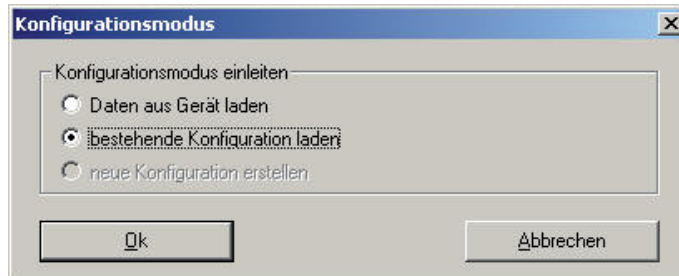 Konfigurationsmodus
Konfigurationsmodus einleiten
Daten aus Gerät laden
bestehende Konfiguration laden
neue Konfiguration erstellen
Ok
Abbrechen